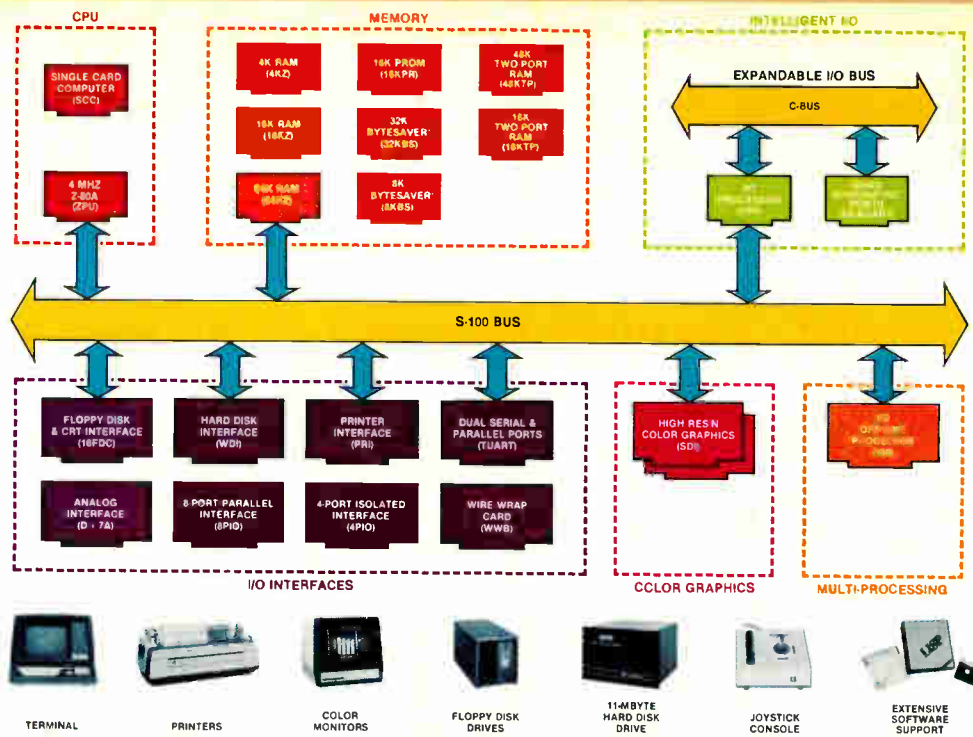 CPU
MEMORY
INTELLIGENT I/O
SINGLE CARD
COMPUTER
(SCC)
4 MHZ
Z-80A
(ZPU)
4K RAM
(4KZ)
16K PROM
(16KPR)
48K
TWO PORT
RAM
(48KTP)
16K RAM
(16KZ)
32K
BYTESAVER
(32KBS)
16K
TWO PORT
RAM
(16KTP)
64K RAM
(64KZ)
8K
BYTESAVER
(8KBS)
EXPANDABLE I/O BUS
C-BUS
S-100 BUS
FLOPPY DISK
& CRT INTERFACE
(16FDC)
HARD DISK
INTERFACE
(WDI)
PRINTER
INTERFACE
(PRI)
DUAL SERIAL &
PARALLEL PORTS
(TUART)
ANALOG
INTERFACE
(D + 7A)
8-PORT PARALLEL
INTERFACE
(8PIO)
4-PORT ISOLATED
INTERFACE
(4PIO)
WIRE WRAP
CARD
(WWB)
HIGH RESN
COLOR GRAPHICS
(SDI)
I/O INTERFACES
COLOR GRAPHICS
MULTI-PROCESSING
TERMINAL
PRINTERS
COLOR
MONITORS
FLOPPY DISK
DRIVES
11-MBYTE
HARD DISK
DRIVE
JOYSTICK
CONSOLE
EXTENSIVE
SOFTWARE
SUPPORT